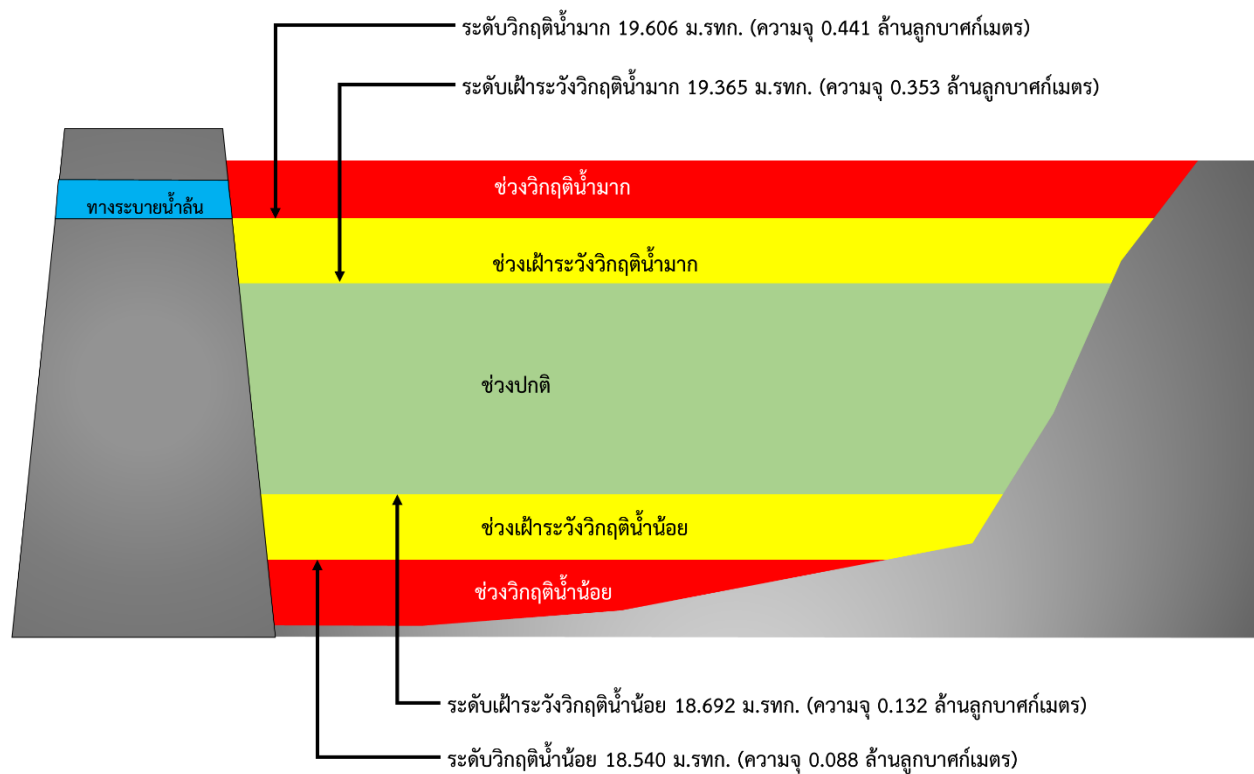 ระดับวิกฤติน้ำมาก 19.606 ม.รทก. (ความจุ 0.441 ล้านลูกบาศก์เมตร)
ระดับเฝ้าระวังวิกฤติน้ำมาก 19.365 ม.รทก. (ความจุ 0.353 ล้านลูกบาศก์เมตร)
ช่วงวิกฤติน้ำมาก
ทางระบายน้ำล้น
ช่วงเฝ้าระวังวิกฤติน้ำมาก
ช่วงปกติ
ช่วงเฝ้าระวังวิกฤติน้ำน้อย
ช่วงวิกฤติน้ำน้อย
ระดับเฝ้าระวังวิกฤติน้ำน้อย 18.692 ม.รทก. (ความจุ 0.132 ล้านลูกบาศก์เมตร)
ระดับวิกฤติน้ำน้อย 18.540 ม.รทก. (ความจุ 0.088 ล้านลูกบาศก์เมตร)